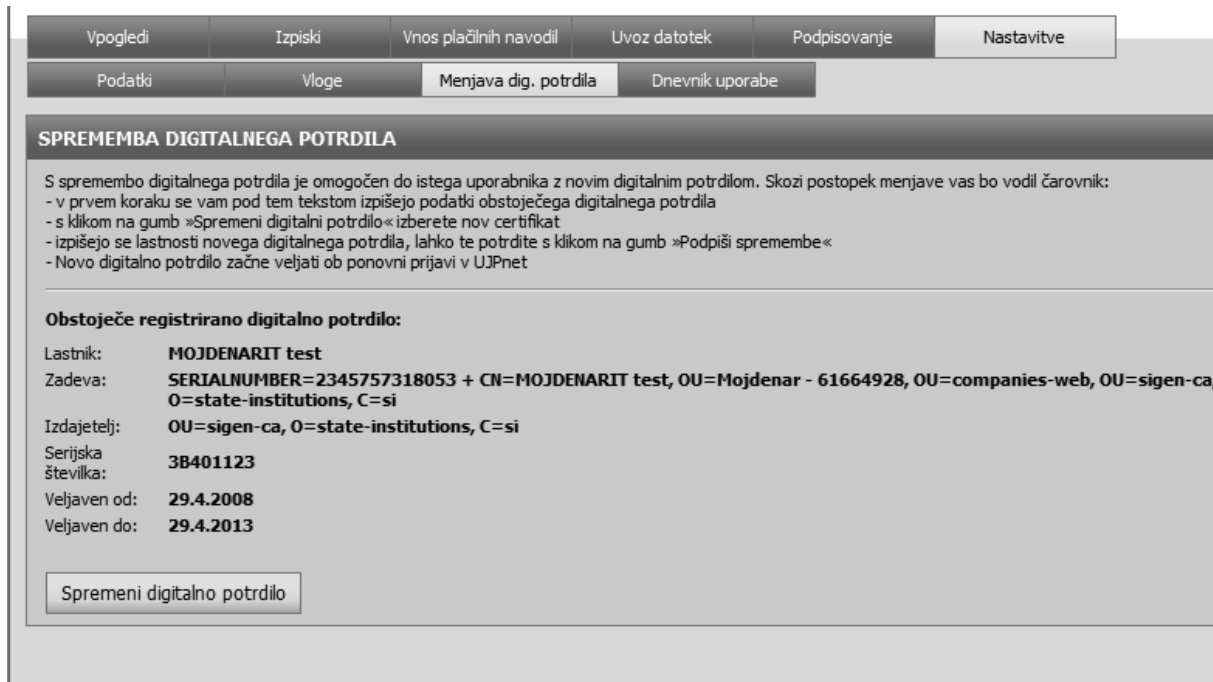 Vpogledi Izpiski Vnos plačilnih navodil Uvoz datotek Podpisovanje Nastavitve
Podatki Vloge Menjava dig. potrdila Dnevnik uporabe
SPREMEMBA DIGITALNEGA POTRDILA
S spremembo digitalnega potrdila je omogočen do istega uporabnika z novim digitalnim potrdilom. Skozi postopek menjave vas bo vodil čarovnik:
- v prvem koraku se vam pod tem tekstom izpišejo podatki obstoječega digitalnega potrdila
- s klikom na gumb »Spremeni digitalni potrdilo« izberete nov certifikat
- izpišejo se lastnosti novega digitalnega potrdila, lahko te potrdite s klikom na gumb »Podpiši spremembe«
- Novo digitalno potrdilo začne veljati ob ponovni prijavi v UJPnet
Obstoječe registrirano digitalno potrdilo:
Lastnik: MOJDENARIT test
Zadeva: SERIALNUMBER=2345757318053 + CN=MOJDENARIT test, OU=Mojdenar - 61664928, OU=companies-web, OU=sigen-ca,
O=state-institutions, C=si
Izdajetelj: OU=sigen-ca, O=state-institutions, C=si
Serijska
številka: 3B401123
Veljaven od: 29.4.2008
Veljaven do: 29.4.2013
Spremeni digitalno potrdilo